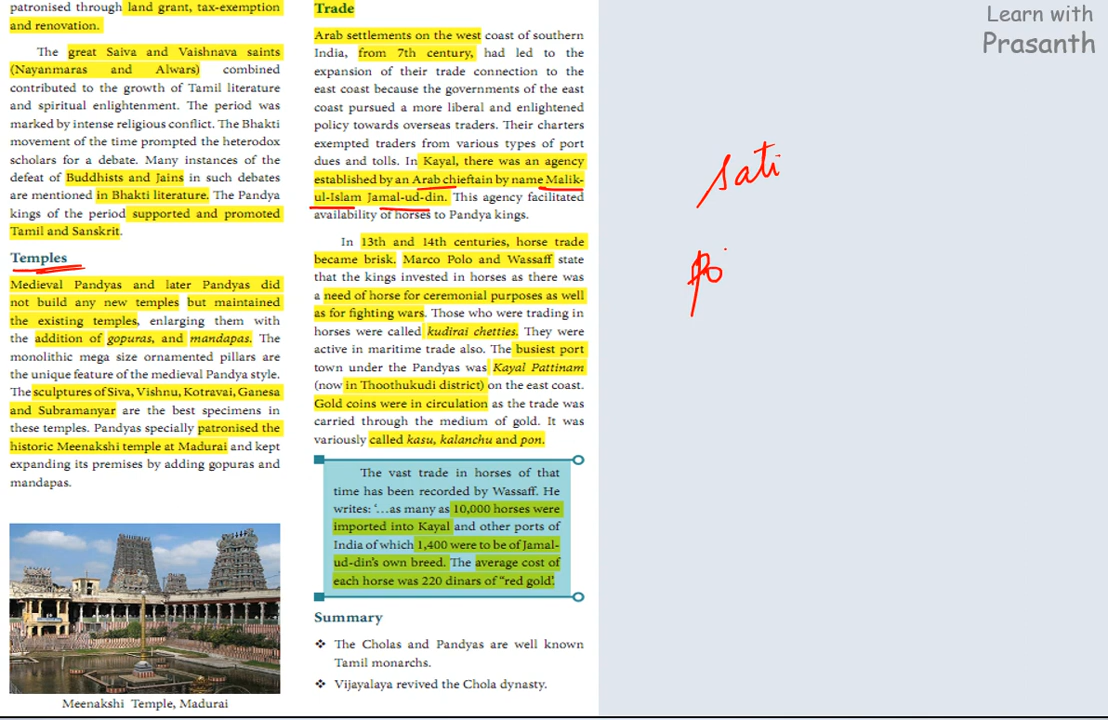 patronised through land grant, tax-exemption
and renovation.
The great Saiva and Vaishnava saints
(Nayanmaras and Alwars) combined
contributed to the growth of Tamil literature
and spiritual enlightenment. The period was
marked by intense religious conflict. The Bhakti
movement of the time prompted the heterodox
scholars for a debate. Many instances of the
defeat of Buddhists and Jains in such debates
are mentioned in Bhakti literature. The Pandya
kings of the period supported and promoted
Tamil and Sanskrit.
Temples
Medieval Pandyas and later Pandyas did
not build any new temples but maintained
the existing temples, enlarging them with
the addition of gopuras, and mandapas. The
monolithic mega size ornamented pillars are
the unique feature of the medieval Pandya style.
The sculptures of Siva, Vishnu, Kotravai, Ganesa
and Subramanyar are the best specimens in
these temples. Pandyas specially patronised the
historic Meenakshi temple at Madurai and kept
expanding its premises by adding gopuras and
mandapas.
Meenakshi Temple, Madurai
Trade
Arab settlements on the west coast of southern
India, from 7th century, had led to the
expansion of their trade connection to the
east coast because the governments of the east
coast pursued a more liberal and enlightened
policy towards overseas traders. Their charters
exempted traders from various types of port
dues and tolls. In Kayal, there was an agency
established by an Arab chieftain by name Malik-
ul-Islam Jamal-ud-din. This agency facilitated
availability of horses to Pandya kings.
In 13th and 14th centuries, horse trade
became brisk. Marco Polo and Wassaff state
that the kings invested in horses as there was
a need of horse for ceremonial purposes as well
as for fighting wars. Those who were trading in
horses were called kudirai chetties. They were
active in maritime trade also. The busiest port
town under the Pandyas was Kayal Pattinam
(now in Thoothukudi district) on the east coast.
Gold coins were in circulation as the trade was
carried through the medium of gold. It was
variously called kasu, kalanchu and pon.
The vast trade in horses of that
time has been recorded by Wassaff. He
writes: ‘…as many as 10,000 horses were
imported into Kayal and other ports of
India of which 1,400 were to be of Jamal-
ud-din’s own breed. The average cost of
each horse was 220 dinars of “red gold’.
Summary
❖ The Cholas and Pandyas are well known
Tamil monarchs.
❖ Vijayalaya revived the Chola dynasty.
Learn with
Prasanth
Sati